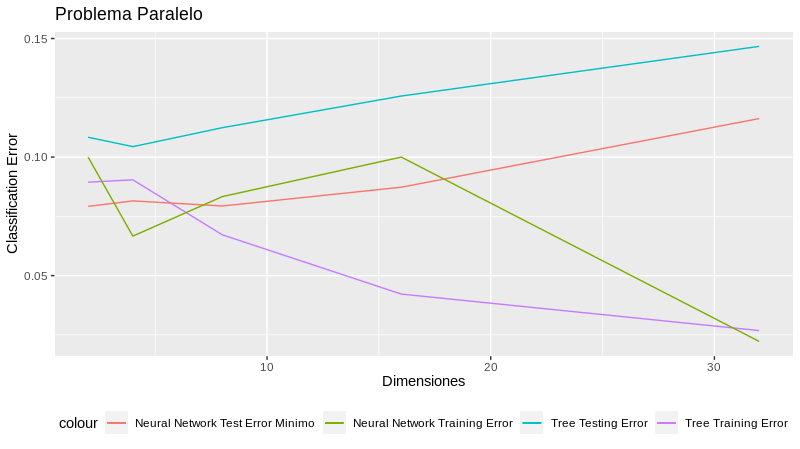 Problema Paralelo
0.15
0.10
0.05
Classification Error
10 20 30
Dimensiones
colour Neural Network Test Error Minimo Neural Network Training Error Tree Testing Error Tree Training Error